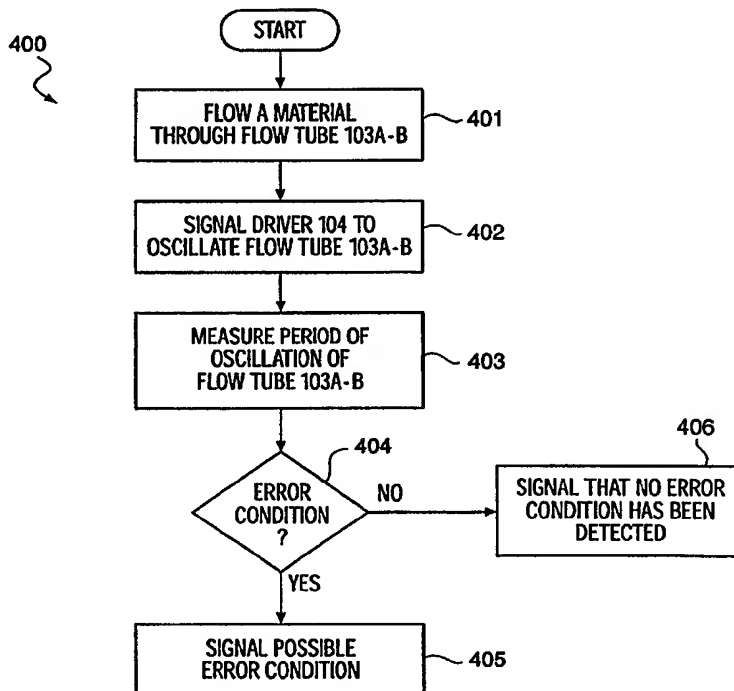 START
400
FLOW A MATERIAL
THROUGH FLOW TUBE 103A-B
401
SIGNAL DRIVER 104 TO
OSCILLATE FLOW TUBE 103A-B
402
MEASURE PERIOD OF
OSCILLATION OF
FLOW TUBE 103A-B
403
404
ERROR
CONDITION
?
NO
YES
406
SIGNAL THAT NO ERROR
CONDITION HAS BEEN
DETECTED
SIGNAL POSSIBLE
ERROR CONDITION
405